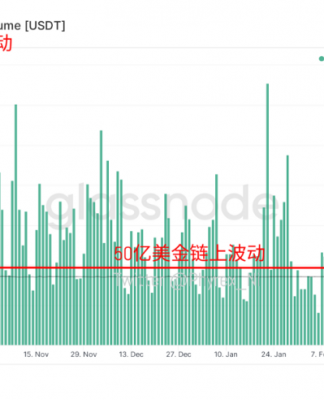 ume [USDT]
动
glassnode
50亿美金链上波动
15. Nov 29. Nov 13. Dec 27. Dec 10. Jan 24. Jan 7. Fe